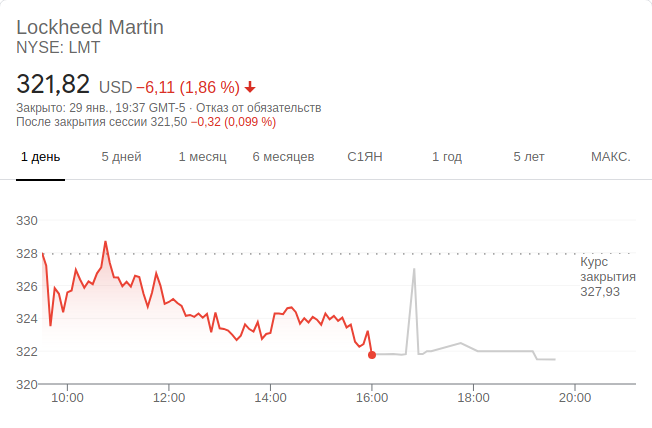 Lockheed Martin
NYSE: LMT
321,82 USD −6,11 (1,86 %)
Закрыто: 29 янв., 19:37 GMT-5 · Отказ от обязательств
После закрытия сессии 321,50 −0,32 (0,099 %)
1 день 5 дней 1 месяц 6 месяцев С1ЯН 1 год 5 лет МАКС.
330
328
Курс
закрытия
327,93
326
324
322
320
10:00 12:00 14:00 16:00 18:00 20:00